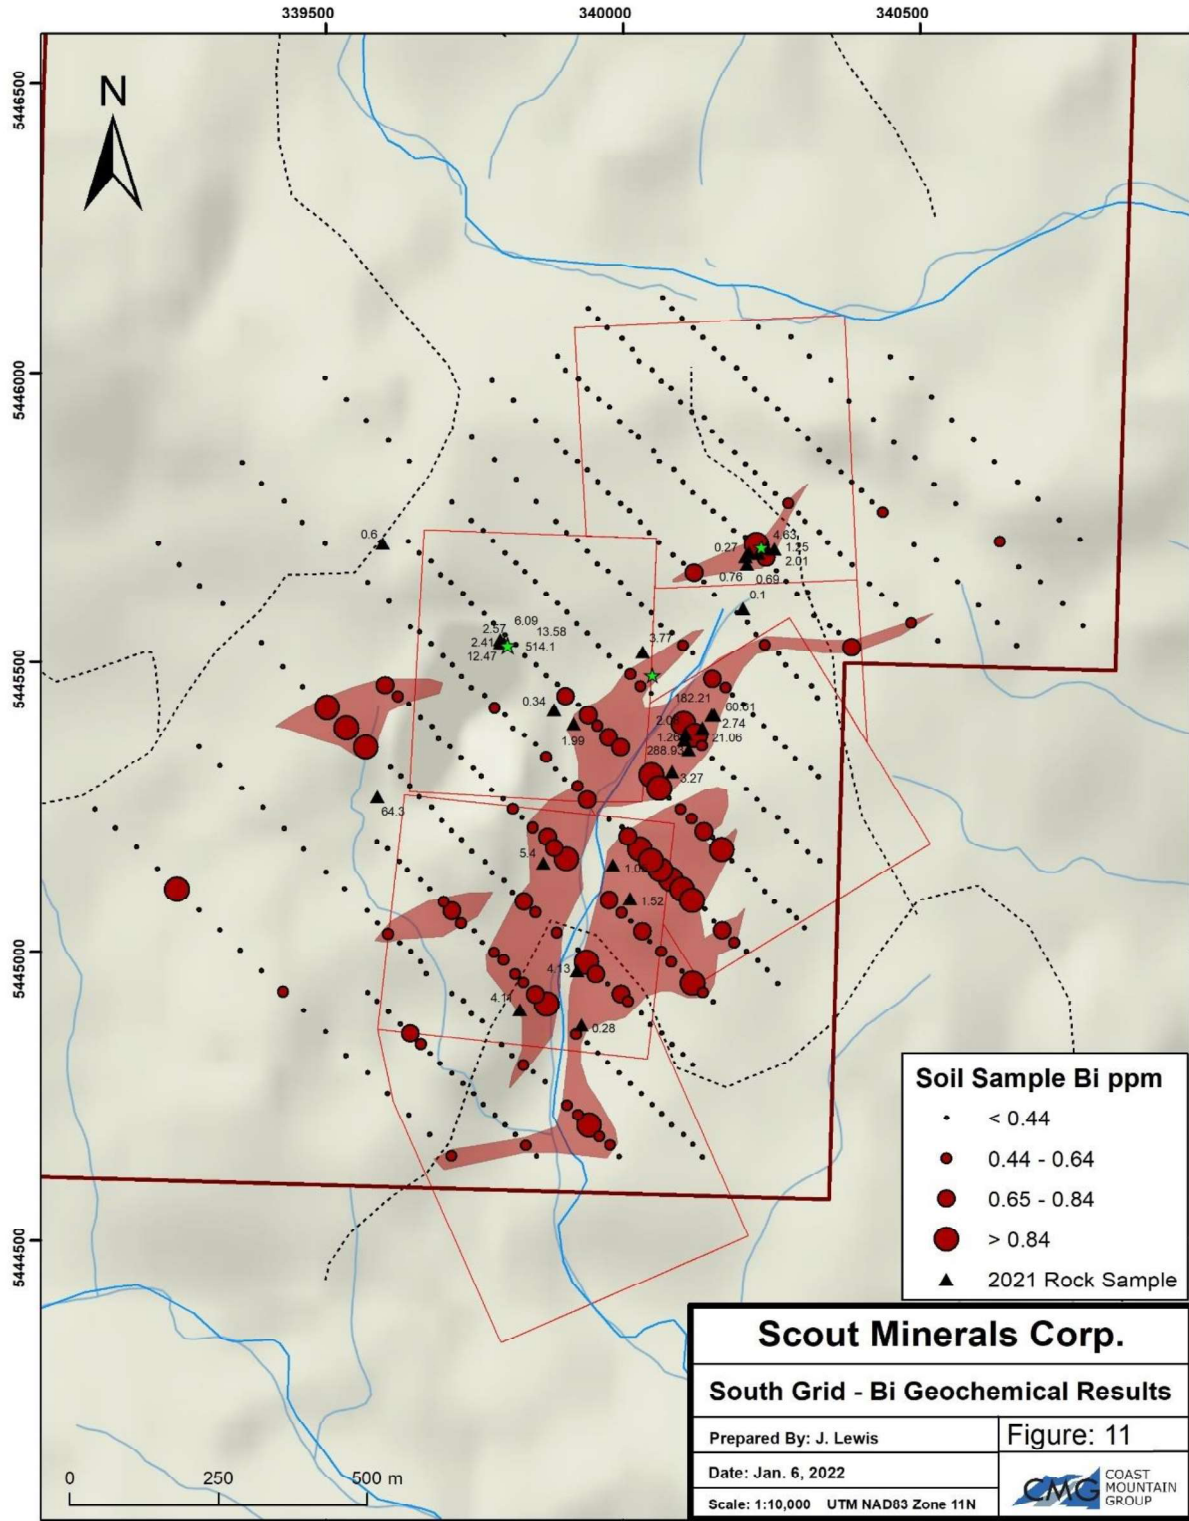 339500 340000 340500
5446500
N
5446000
0.6
4.63
0.27
1.25
2.01
0.76
0.69
0.1
6.09
2.57
13.58
2.41
514.1
12.47
3.77
5445500
182.21
60.61
0.34
2.74
1.99
21.06
288.93
3.27
64.3
5.4
1.52
5445000
4.13
4.11
0.28
5444500
Soil Sample Bi ppm
< 0.44
0.44 - 0.64
0.65 - 0.84
> 0.84
2021 Rock Sample
Scout Minerals Corp.
South Grid - Bi Geochemical Results
Prepared By: J. Lewis
Figure: 11
Date: Jan. 6, 2022
Scale: 1:10,000 UTM NAD83 Zone 11N
CMG COAST
MOUNTAIN
GROUP
0 250 500 m